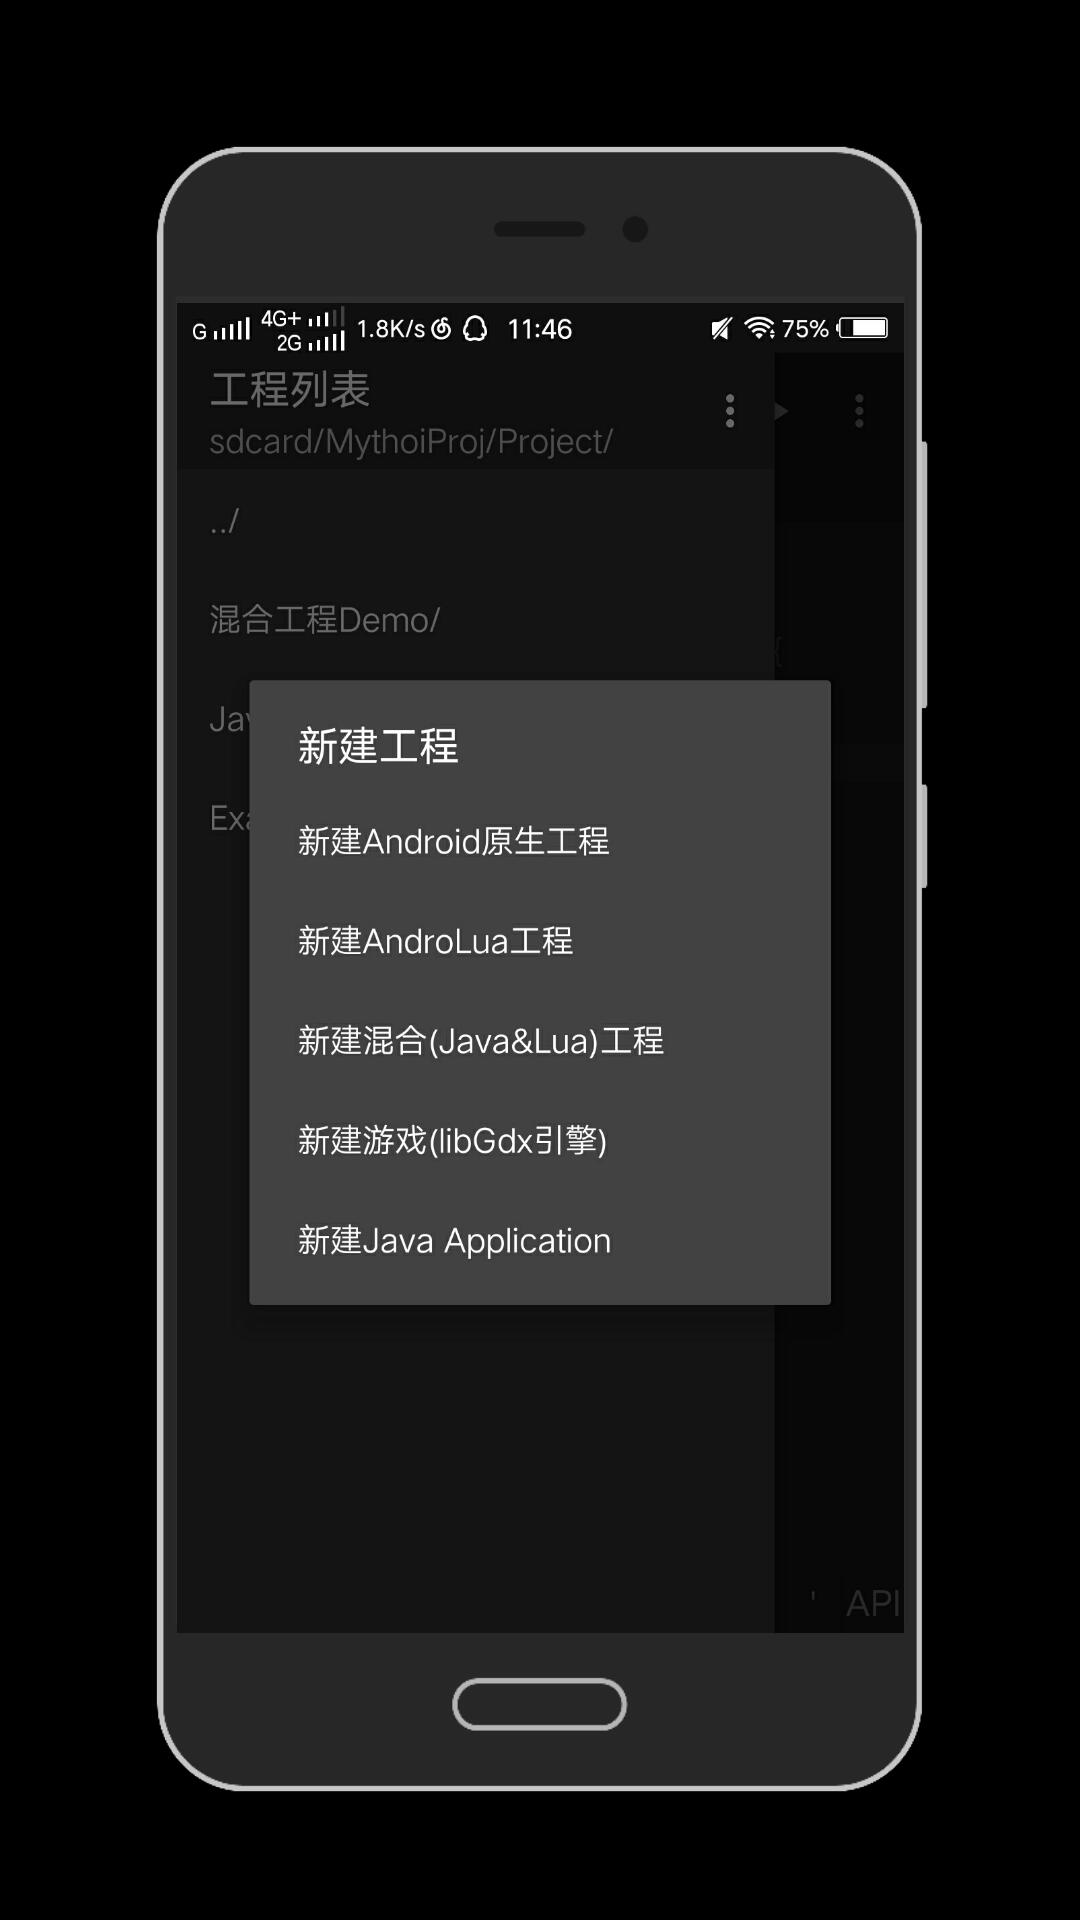 G 4G+ 2G 1.8K/s 11:46 75%
工程列表
sdcard/MythoiProj/Project/
../
混合工程Demo/
{
新建工程
新建Android原生工程
新建AndroLua工程
新建混合(Java&Lua)工程
新建游戏(libGdx引擎)
新建Java Application
' API